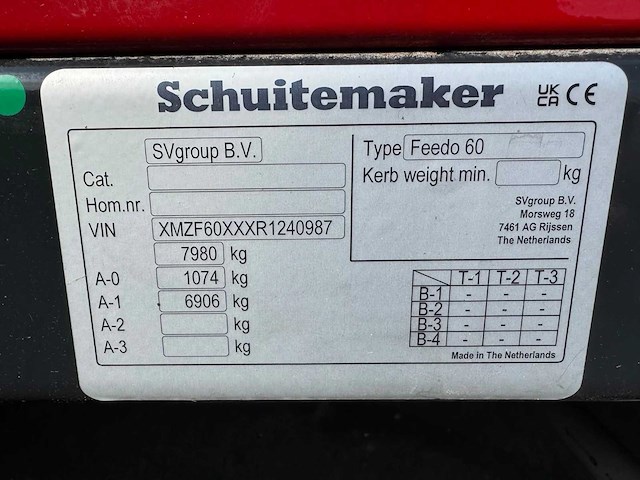 Schuitemaker UK CA CE
SVgroup B.V.
Cat.
Hom.nr.
VIN XMZF60XXXR1240987
7980 kg
A-0 1074 kg
A-1 6906 kg
A-2 kg
A-3 kg
Type Feedo 60
Kerb weight min. kg
SVgroup B.V.
Morsweg 18
7461 AG Rijssen
The Netherlands
T-1 T-2 T-3
B-1 - - -
B-2 - - -
B-3 - - -
B-4 - - -
Made in The Netherlands